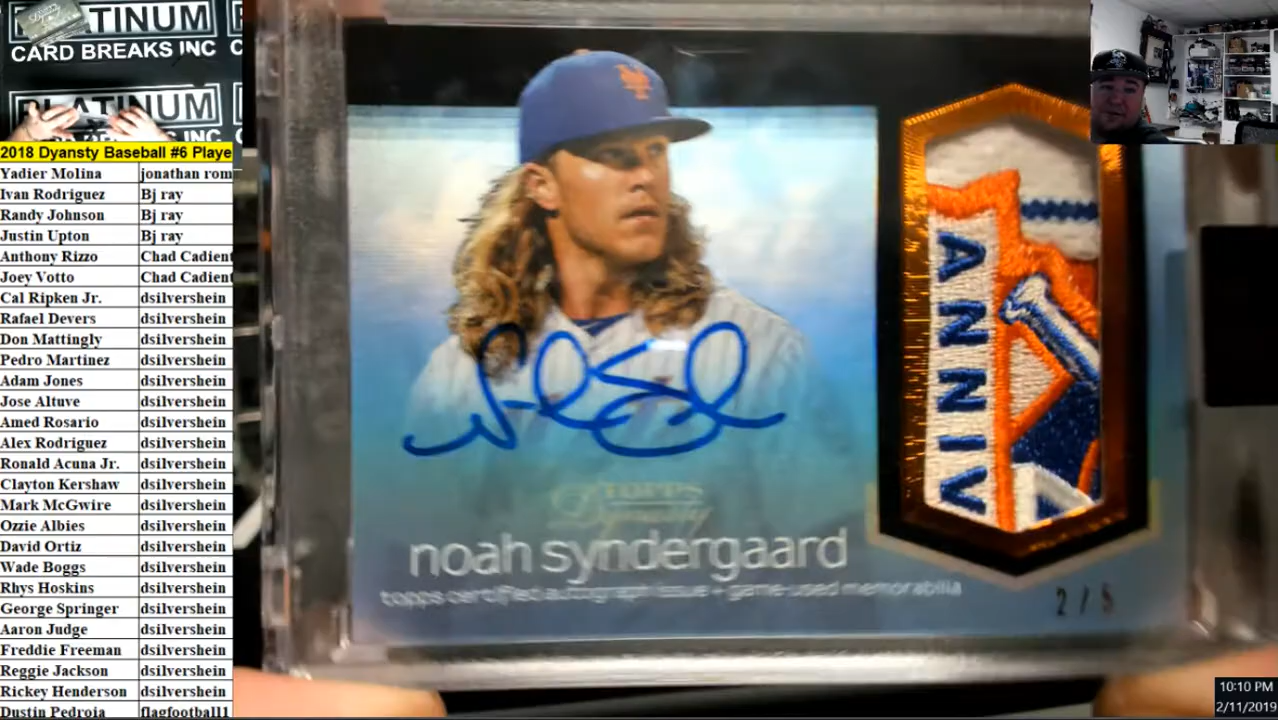 PLATINUM
CARD BREAKS INC
PLATINUM
BREAKS INC
2018 Dyansty Baseball #6 Playe
Yadier Molina jonathan rom
Ivan Rodriguez Bj ray
Randy Johnson Bj ray
Justin Upton Bj ray
Anthony Rizzo Chad Cadient
Joey Votto Chad Cadient
Cal Ripken Jr. dsilvershein
Rafael Devers dsilvershein
Don Mattingly dsilvershein
Pedro Martinez dsilvershein
Adam Jones dsilvershein
Jose Altuve dsilvershein
Amed Rosario dsilvershein
Alex Rodriguez dsilvershein
Ronald Acuna Jr. dsilvershein
Clayton Kershaw dsilvershein
Mark McGwire dsilvershein
Ozzie Albies dsilvershein
David Ortiz dsilvershein
Wade Boggs dsilvershein
Rhys Hoskins dsilvershein
George Springer dsilvershein
Aaron Judge dsilvershein
Freddie Freeman dsilvershein
Reggie Jackson dsilvershein
Rickey Henderson dsilvershein
Dustin Pedroia flagfootball1
ANNIV
TOPPS
Dynasty
noah syndergaard
topps certified autograph issue • game used memorabilia
2/5
10:10 PM
2/11/2019